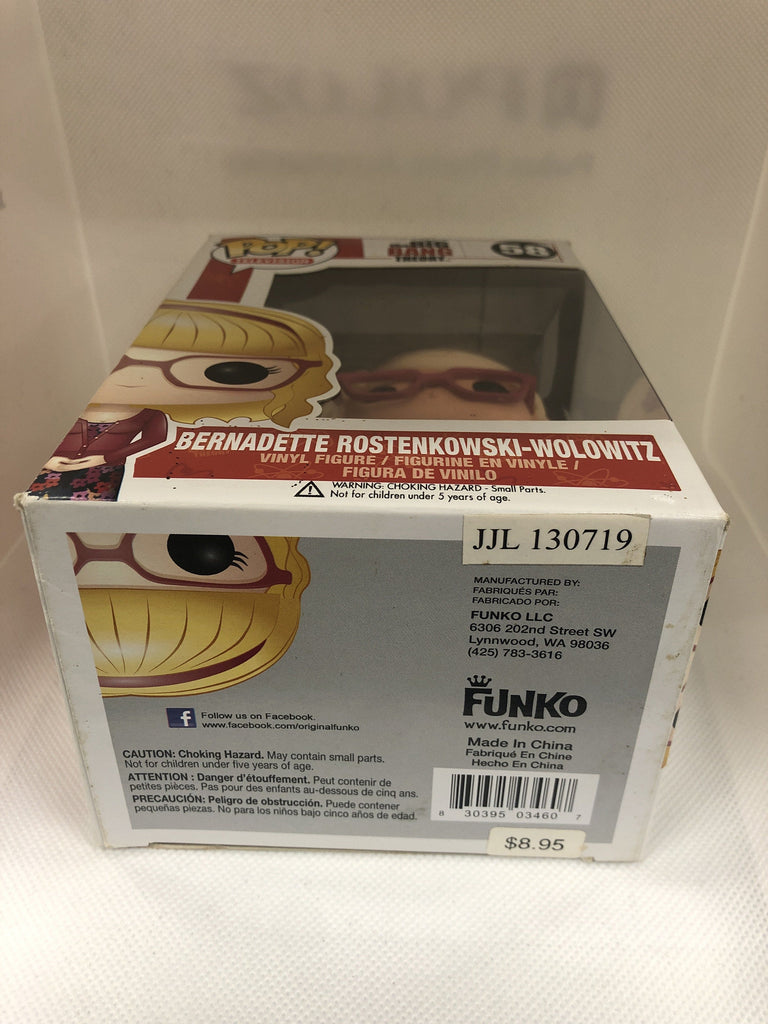 POP!
TELEVISION
THE BIG
BANG
THEORY
58
BERNADETTE ROSTENKOWSKI-WOLOWITZ
VINYL FIGURE / FIGURINE EN VINYLE /
FIGURA DE VINILO
WARNING: CHOKING HAZARD - Small Parts.
Not for children under 5 years of age.
JJL 130719
MANUFACTURED BY:
FABRIQUÉS PAR:
FABRICADO POR:
FUNKO LLC
6306 202nd Street SW
Lynnwood, WA 98036
(425) 783-3616
FUNKO
www.funko.com
Made In China
Fabriqué En Chine
Hecho En China
f Follow us on Facebook.
www.facebook.com/originalfunko
CAUTION: Choking Hazard. May contain small parts.
Not for children under five years of age.
ATTENTION : Danger d'étouffement. Peut contenir de
petites pièces. Pas pour des enfants au-dessous de cinq ans.
PRECAUCIÓN: Peligro de obstrucción. Puede contener
pequeñas piezas. No para los niños bajo cinco años de edad.
8 30395 03460 7
$8.95